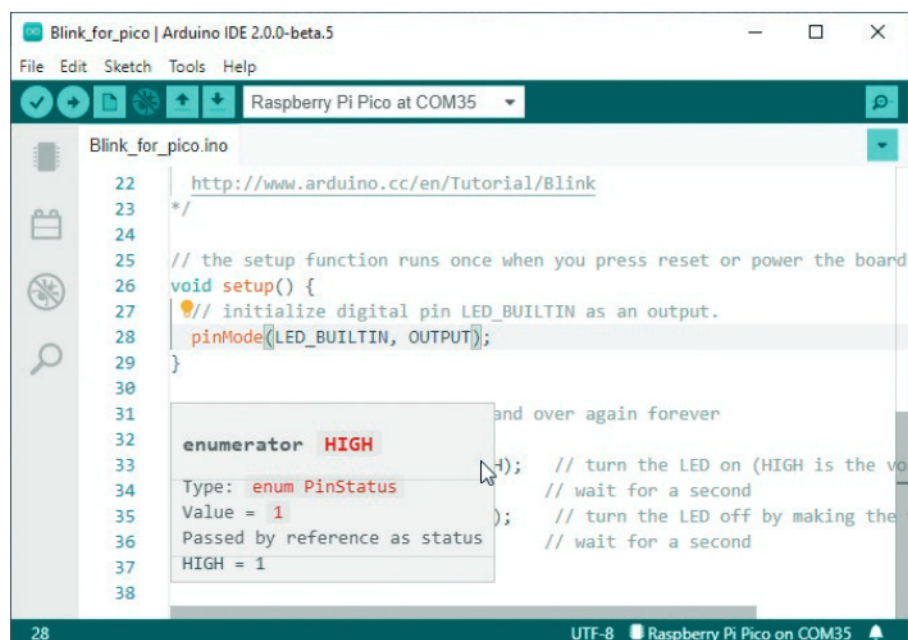 Blink_for_pico | Arduino IDE 2.0.0-beta.5
File Edit Sketch Tools Help
Raspberry Pi Pico at COM35
Blink_for_pico.ino
22 http://www.arduino.cc/en/Tutorial/Blink
23 */
24
25 // the setup function runs once when you press reset or power the board
26 void setup() {
27 // initialize digital pin LED_BUILTIN as an output.
28 pinMode(LED_BUILTIN, OUTPUT);
29 }
30
31 and over again forever
32
enumerator HIGH
33 H); // turn the LED on (HIGH is the vo
Type: enum PinStatus
34 // wait for a second
Value = 1
35 ); // turn the LED off by making the
Passed by reference as status
36 // wait for a second
HIGH = 1
37
38
28 UTF-8 Raspberry Pi Pico on COM35